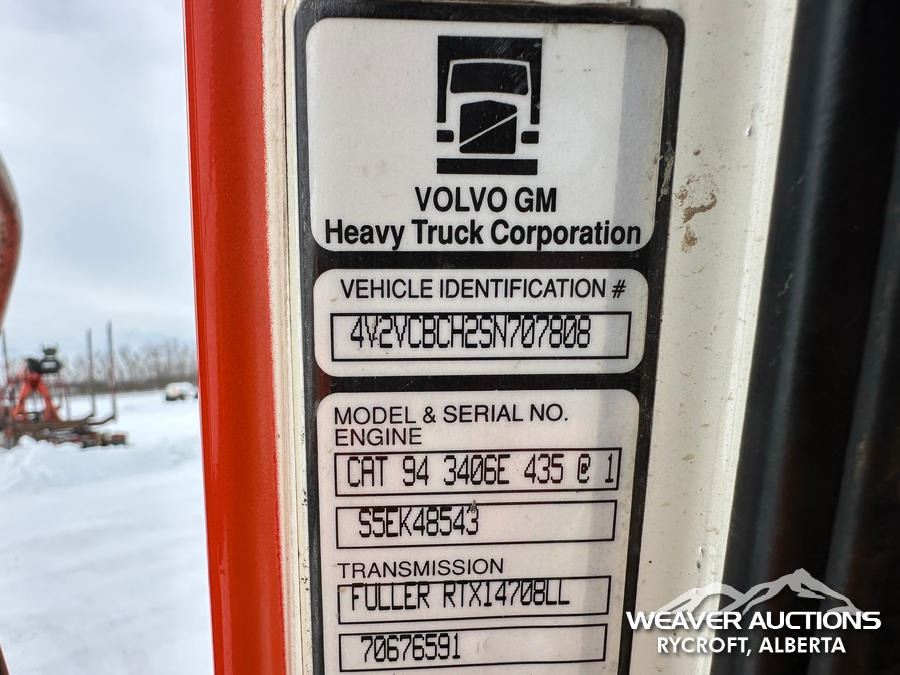 VOLVO GM
Heavy Truck Corporation
VEHICLE IDENTIFICATION #
4V2VCBCH2SN707808
MODEL & SERIAL NO.
ENGINE
CAT 94 3406E 435 @ 1
S5EK48543
TRANSMISSION
FULLER RTX14708LL
70676591
WEAVER AUCTIONS
RYCROFT, ALBERTA